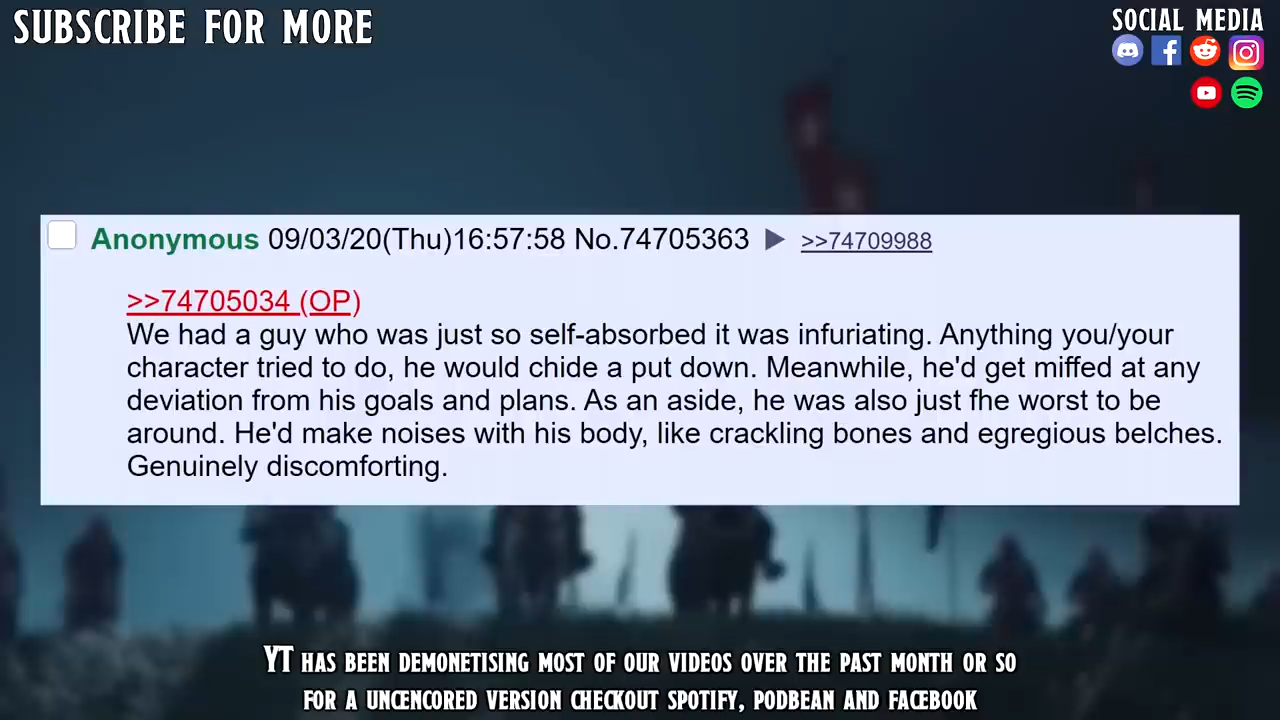 SUBSCRIBE FOR MORE
SOCIAL MEDIA
Anonymous 09/03/20(Thu)16:57:58 No.74705363 ▶ >>74709988
>>74705034 (OP)
We had a guy who was just so self-absorbed it was infuriating. Anything you/your
character tried to do, he would chide a put down. Meanwhile, he'd get miffed at any
deviation from his goals and plans. As an aside, he was also just fhe worst to be
around. He'd make noises with his body, like crackling bones and egregious belches.
Genuinely discomforting.
YT HAS BEEN DEMONETISING MOST OF OUR VIDEOS OVER THE PAST MONTH OR SO
FOR A UNCENCORED VERSION CHECKOUT SPOTIFY, PODBEAN AND FACEBOOK